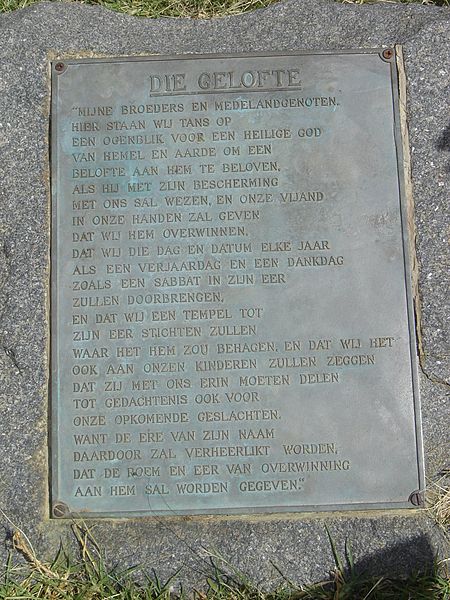 DIE GELOFTE
"MIJNE BROEDERS EN MEDELANDGENOTEN.
HIER STAAN WIJ TANS OP
EEN OGENBLIK VOOR EEN HEILIGE GOD
VAN HEMEL EN AARDE OM EEN
BELOFTE AAN HEM TE BELOVEN,
ALS HIJ MET ZIJN BESCHERMING
MET ONS SAL WEZEN, EN ONZE VIJAND
IN ONZE HANDEN ZAL GEVEN
DAT WIJ HEM OVERWINNEN,
DAT WIJ DIE DAG EN DATUM ELKE JAAR
ALS EEN VERJAARDAG EN EEN DANKDAG
ZOALS EEN SABBAT IN ZIJN EER
ZULLEN DOORBRENGEN,
EN DAT WIJ EEN TEMPEL TOT
ZIJN EER STICHTEN ZULLEN
WAAR HET HEM ZOU BEHAGEN, EN DAT WIJ HET
OOK AAN ONZEN KINDEREN ZULLEN ZEGGEN
DAT ZIJ MET ONS ERIN MOETEN DELEN
TOT GEDACHTENIS OOK VOOR
ONZE OPKOMENDE GESLACHTEN.
WANT DE ERE VAN ZIJN NAAM
DAARDOOR ZAL VERHEERLIKT WORDEN,
DAT DE ROEM EN EER VAN OVERWINNING
AAN HEM SAL WORDEN GEGEVEN."